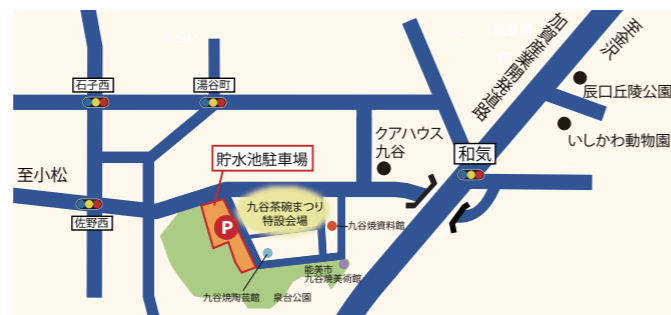 至金沢
加賀産業開発道路
石子西
湯谷町
辰口丘陵公園
いしかわ動物園
クアハウス
九谷
和気
貯水池駐車場
至小松
佐野西
九谷茶碗まつり
特設会場
P
九谷焼資料館
能美市
九谷焼美術館
九谷焼陶芸館
泉台公園